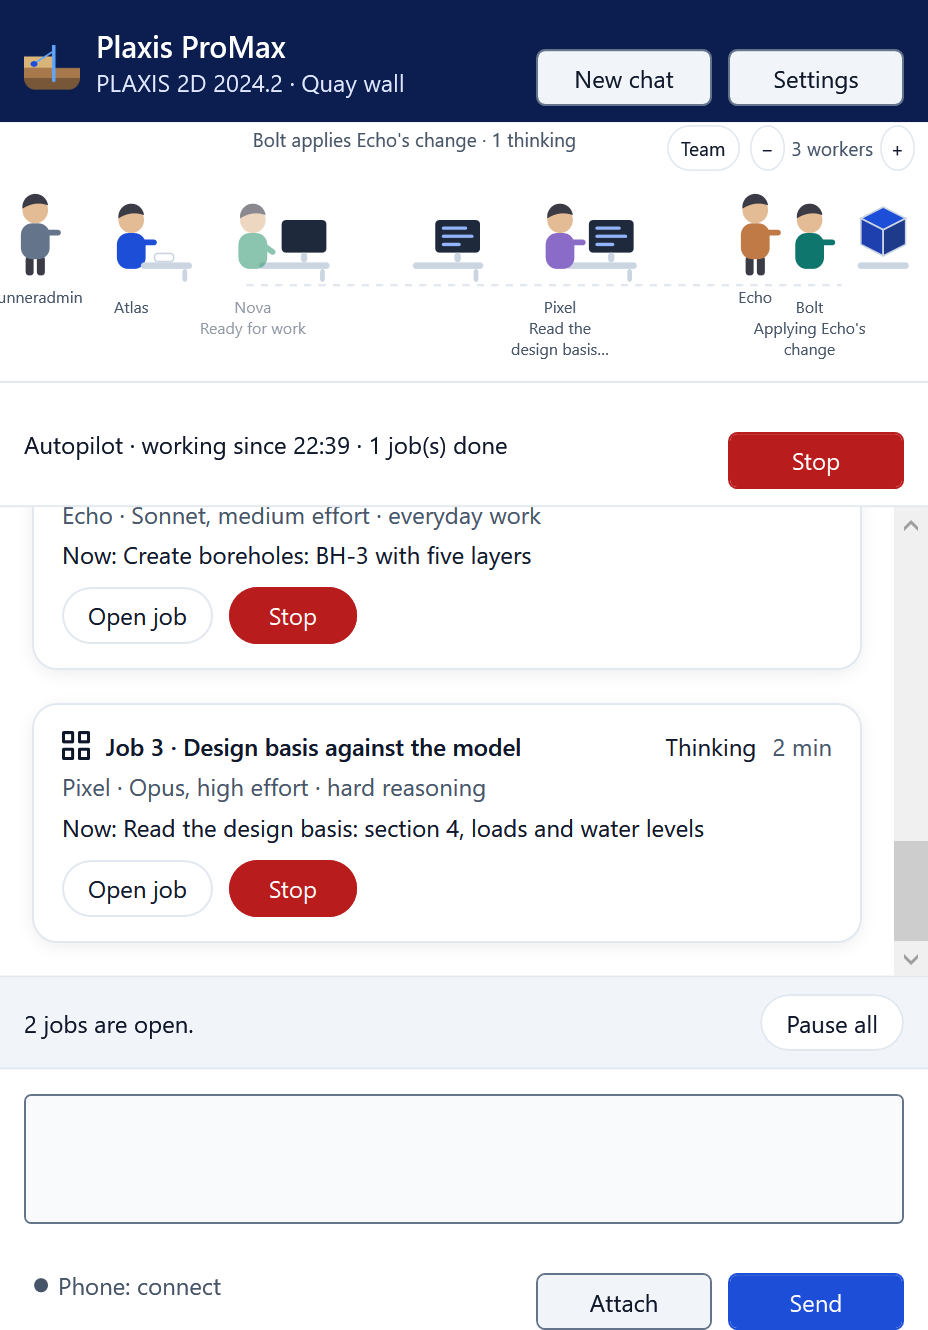 Plaxis ProMax
PLAXIS 2D 2024.2 · Quay wall
New chat
Settings
Bolt applies Echo's change · 1 thinking
Team
−
3 workers
+
unneradmin
Atlas
Nova
Ready for work
Pixel
Read the
design basis...
Echo
Bolt
Applying Echo's
change
Autopilot · working since 22:39 · 1 job(s) done
Stop
Echo · Sonnet, medium effort · everyday work
Now: Create boreholes: BH-3 with five layers
Open job
Stop
Job 3 · Design basis against the model
Thinking 2 min
Pixel · Opus, high effort · hard reasoning
Now: Read the design basis: section 4, loads and water levels
Open job
Stop
2 jobs are open.
Pause all
Phone: connect
Attach
Send